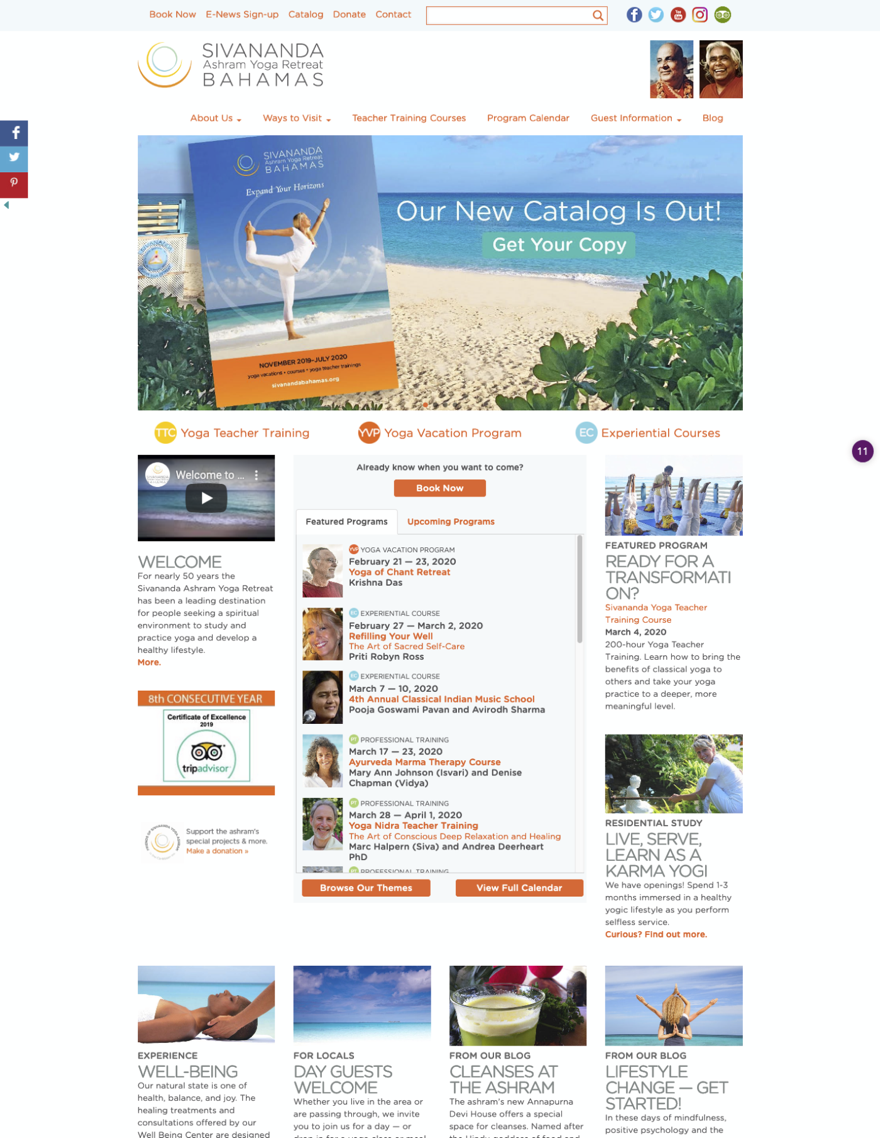 Book Now E-News Sign-up Catalog Donate Contact
SIVANANDA
Ashram Yoga Retreat
BAHAMAS
About Us Ways to Visit Teacher Training Courses Program Calendar Guest Information Blog
SIVANANDA
Ashram Yoga Retreat
BAHAMAS
Expand Your Horizons
NOVEMBER 2019–JULY 2020
yoga vacations • courses • yoga teacher trainings
sivanandabahamas.org
Our New Catalog Is Out!
Get Your Copy
TTC Yoga Teacher Training
YVP Yoga Vacation Program
EC Experiential Courses
11
Welcome to ...
WELCOME
For nearly 50 years the
Sivananda Ashram Yoga Retreat
has been a leading destination
for people seeking a spiritual
environment to study and
practice yoga and develop a
healthy lifestyle.
More.
8th CONSECUTIVE YEAR
Certificate of Excellence
2019
tripadvisor
Support the ashram's
special projects & more.
Make a donation »
Already know when you want to come?
Book Now
Featured Programs Upcoming Programs
YVP YOGA VACATION PROGRAM
February 21 — 23, 2020
Yoga of Chant Retreat
Krishna Das
EC EXPERIENTIAL COURSE
February 27 — March 2, 2020
Refilling Your Well
The Art of Sacred Self-Care
Priti Robyn Ross
EC EXPERIENTIAL COURSE
March 7 — 10, 2020
4th Annual Classical Indian Music School
Pooja Goswami Pavan and Avirodh Sharma
PT PROFESSIONAL TRAINING
March 17 — 23, 2020
Ayurveda Marma Therapy Course
Mary Ann Johnson (Isvari) and Denise
Chapman (Vidya)
PT PROFESSIONAL TRAINING
March 28 — April 1, 2020
Yoga Nidra Teacher Training
The Art of Conscious Deep Relaxation and Healing
Marc Halpern (Siva) and Andrea Deerheart
PhD
PROFESSIONAL TRAINING
Browse Our Themes View Full Calendar
FEATURED PROGRAM
READY FOR A
TRANSFORMATI
ON?
Sivananda Yoga Teacher
Training Course
March 4, 2020
200-hour Yoga Teacher
Training. Learn how to bring the
benefits of classical yoga to
others and take your yoga
practice to a deeper, more
meaningful level.
RESIDENTIAL STUDY
LIVE, SERVE,
LEARN AS A
KARMA YOGI
We have openings! Spend 1-3
months immersed in a healthy
yogic lifestyle as you perform
selfless service.
Curious? Find out more.
EXPERIENCE
WELL-BEING
Our natural state is one of
health, balance, and joy. The
healing treatments and
consultations offered by our
Well Being Center are designed
FOR LOCALS
DAY GUESTS
WELCOME
Whether you live in the area or
are passing through, we invite
you to join us for a day — or
FROM OUR BLOG
CLEANSES AT
THE ASHRAM
The ashram's new Annapurna
Devi House offers a special
space for cleanses. Named after
FROM OUR BLOG
LIFESTYLE
CHANGE — GET
STARTED!
In these days of mindfulness,
positive psychology and the